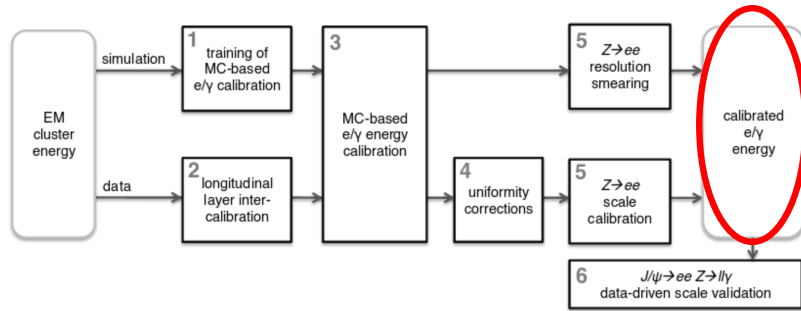 EM
cluster
energy
simulation
data
1
training of
MC-based
e/γ calibration
2
longitudinal
layer inter-
calibration
3
MC-based
e/γ energy
calibration
4
uniformity
corrections
5
Z→ee
resolution
smearing
5
Z→ee
scale
calibration
calibrated
e/γ
energy
6
J/ψ→ee Z→llγ
data-driven scale validation